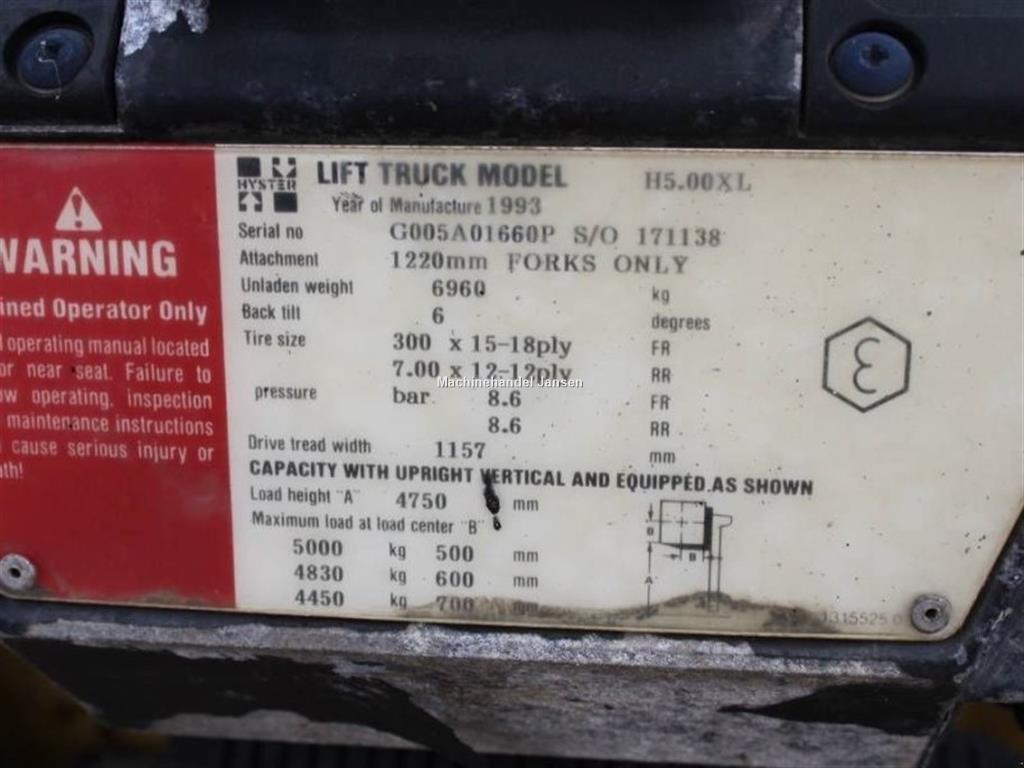 HYSTER
LIFT TRUCK MODEL H5.00XL
Year of Manufacture 1993
Serial no G005A01660P S/O 171138
Attachment 1220mm FORKS ONLY
Unladen weight 6960 kg
Back tilt 6 degrees
Tire size 300 x 15-18ply FR
7.00 x 12-12ply RR
Machinehandel Jansen
pressure bar 8.6 FR
8.6 RR
Drive tread width 1157 mm
CAPACITY WITH UPRIGHT VERTICAL AND EQUIPPED AS SHOWN
Load height "A" 4750 mm
Maximum load at load center "B"
5000 kg 500 mm
4830 kg 600 mm
4450 kg 700 mm
B
B
A
1315525
WARNING
ined Operator Only
operating manual located
or near seat. Failure to
ow operating, inspection
maintenance instructions
cause serious injury or
ath!